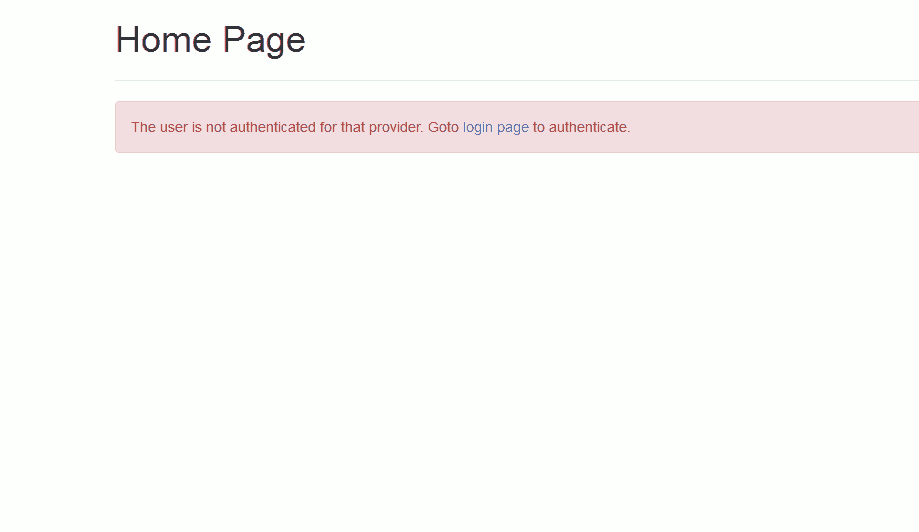 Home Page
The user is not authenticated for that provider. Goto login page to authenticate.